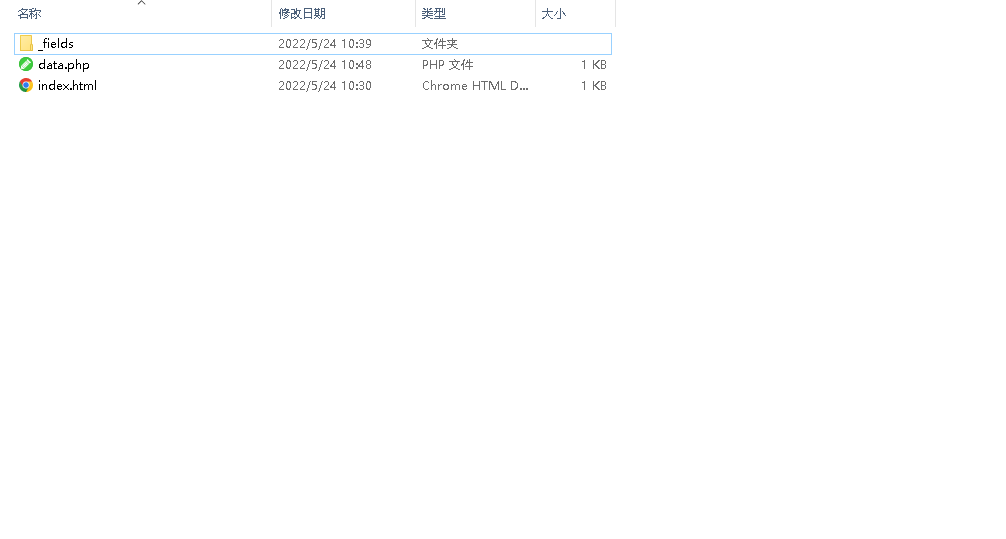 名称 修改日期 类型 大小
_fields 2022/5/24 10:39 文件夹
data.php 2022/5/24 10:48 PHP 文件 1 KB
index.html 2022/5/24 10:30 Chrome HTML D... 1 KB